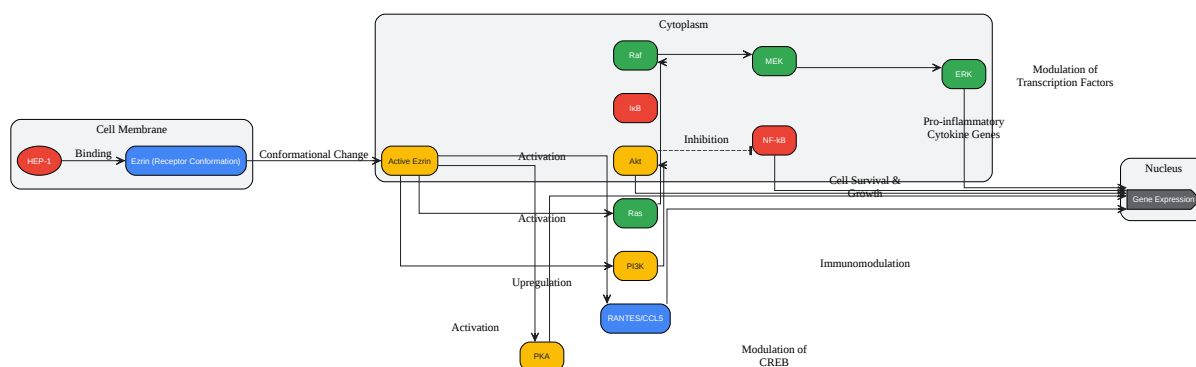 Cytoplasm
Raf
MEK
ERK
Modulation of
Transcription Factors
IκB
Pro-inflammatory
Cytokine Genes
Cell Membrane
HEP-1
Binding
Ezrin (Receptor Conformation)
Conformational Change
Active Ezrin
Activation
Akt
Inhibition
NF-kB
Cell Survival &
Growth
Nucleus
Gene Expression
Activation
Ras
PI3K
Immunomodulation
Upregulation
RANTES/CCL5
Activation
PKA
Modulation of
CREB